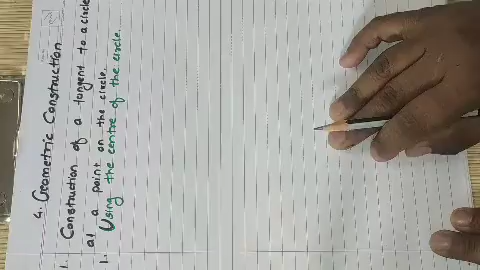 4. Geometric Construction
1. Construction of a tangent to a circle
at a point on the circle.
1. Using the centre of the circle.